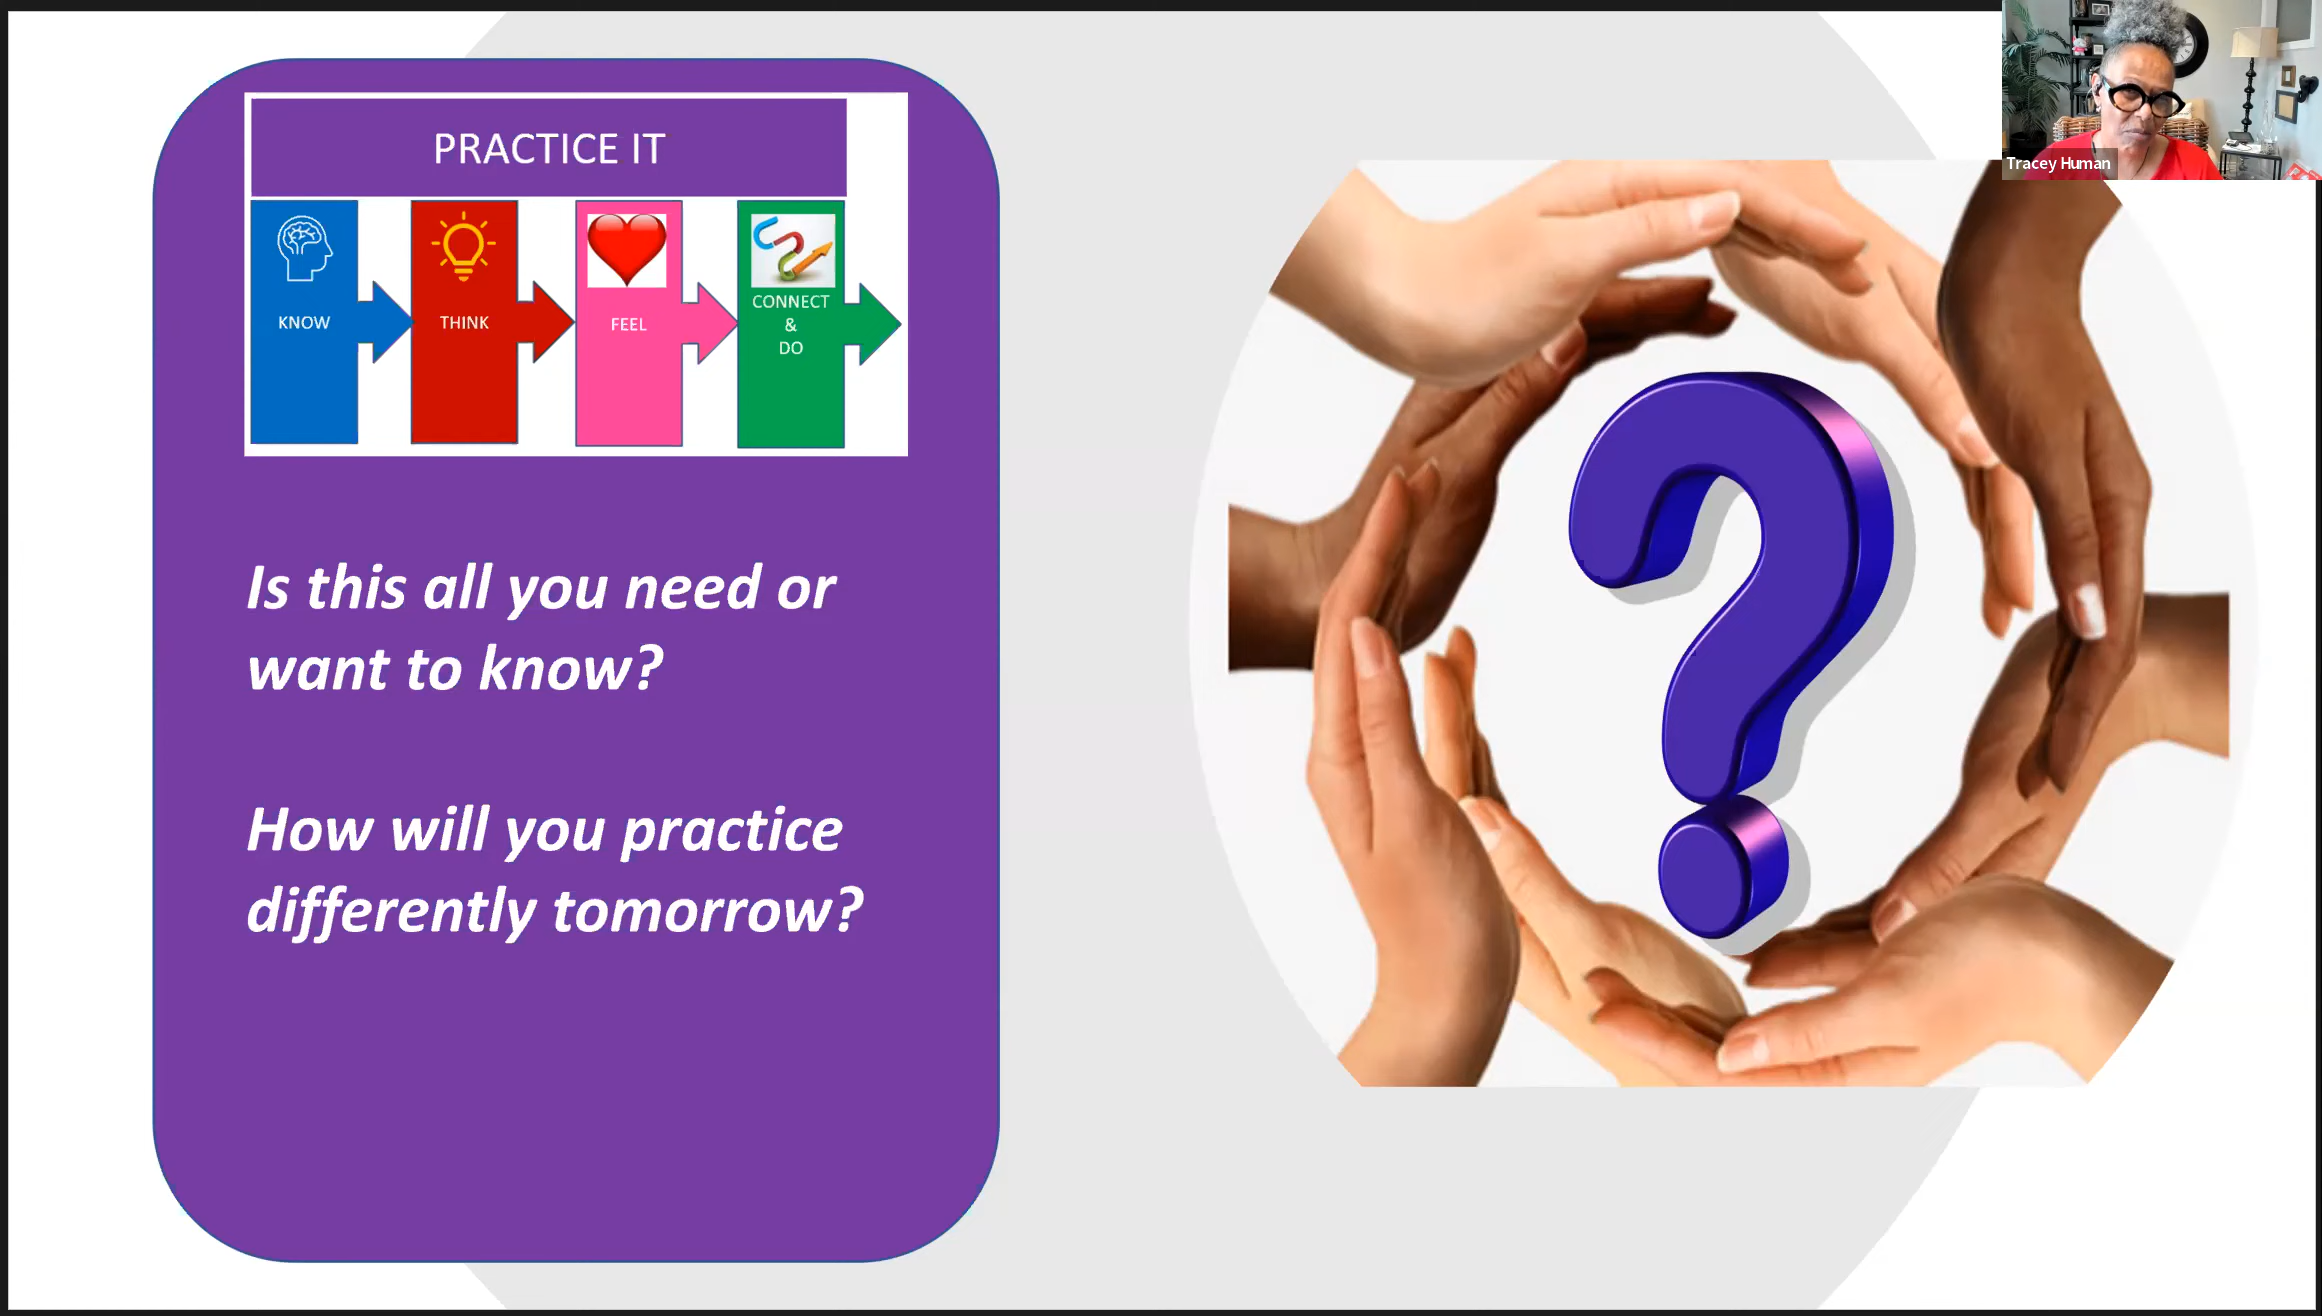 PRACTICE IT
KNOW
THINK
FEEL
CONNECT
&
DO
Is this all you need or
want to know?
How will you practice
differently tomorrow?
Tracey Human